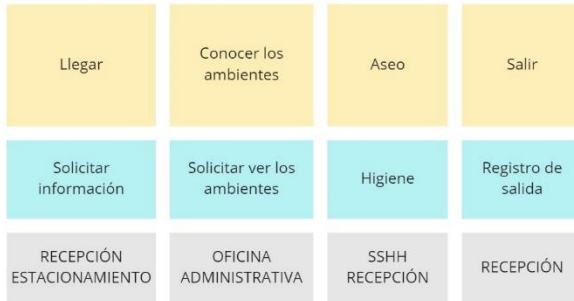 Llegar
Conocer los
ambientes
Aseo
Salir
Solicitar
información
Solicitar ver los
ambientes
Higiene
Registro de
salida
RECEPCIÓN
ESTACIONAMIENTO
OFICINA
ADMINISTRATIVA
SSHH
RECEPCIÓN
RECEPCIÓN